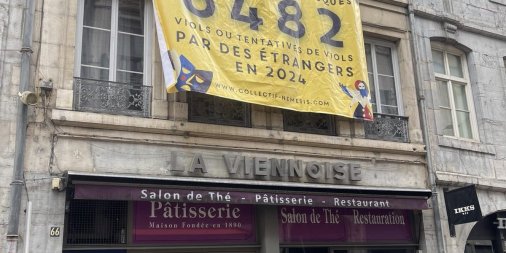 6482
VIOLS OU TENTATIVES DE VIOLS
PAR DES ÉTRANGERS
EN 2024
WWW.COLLECTIF-NEMESIS.COM
LA VIENNOISE
Salon de Thé - Pâtisserie - Restaurant
Pâtisserie
Maison Fondée en 1890
Salon de Thé Restauration
66
IKKS